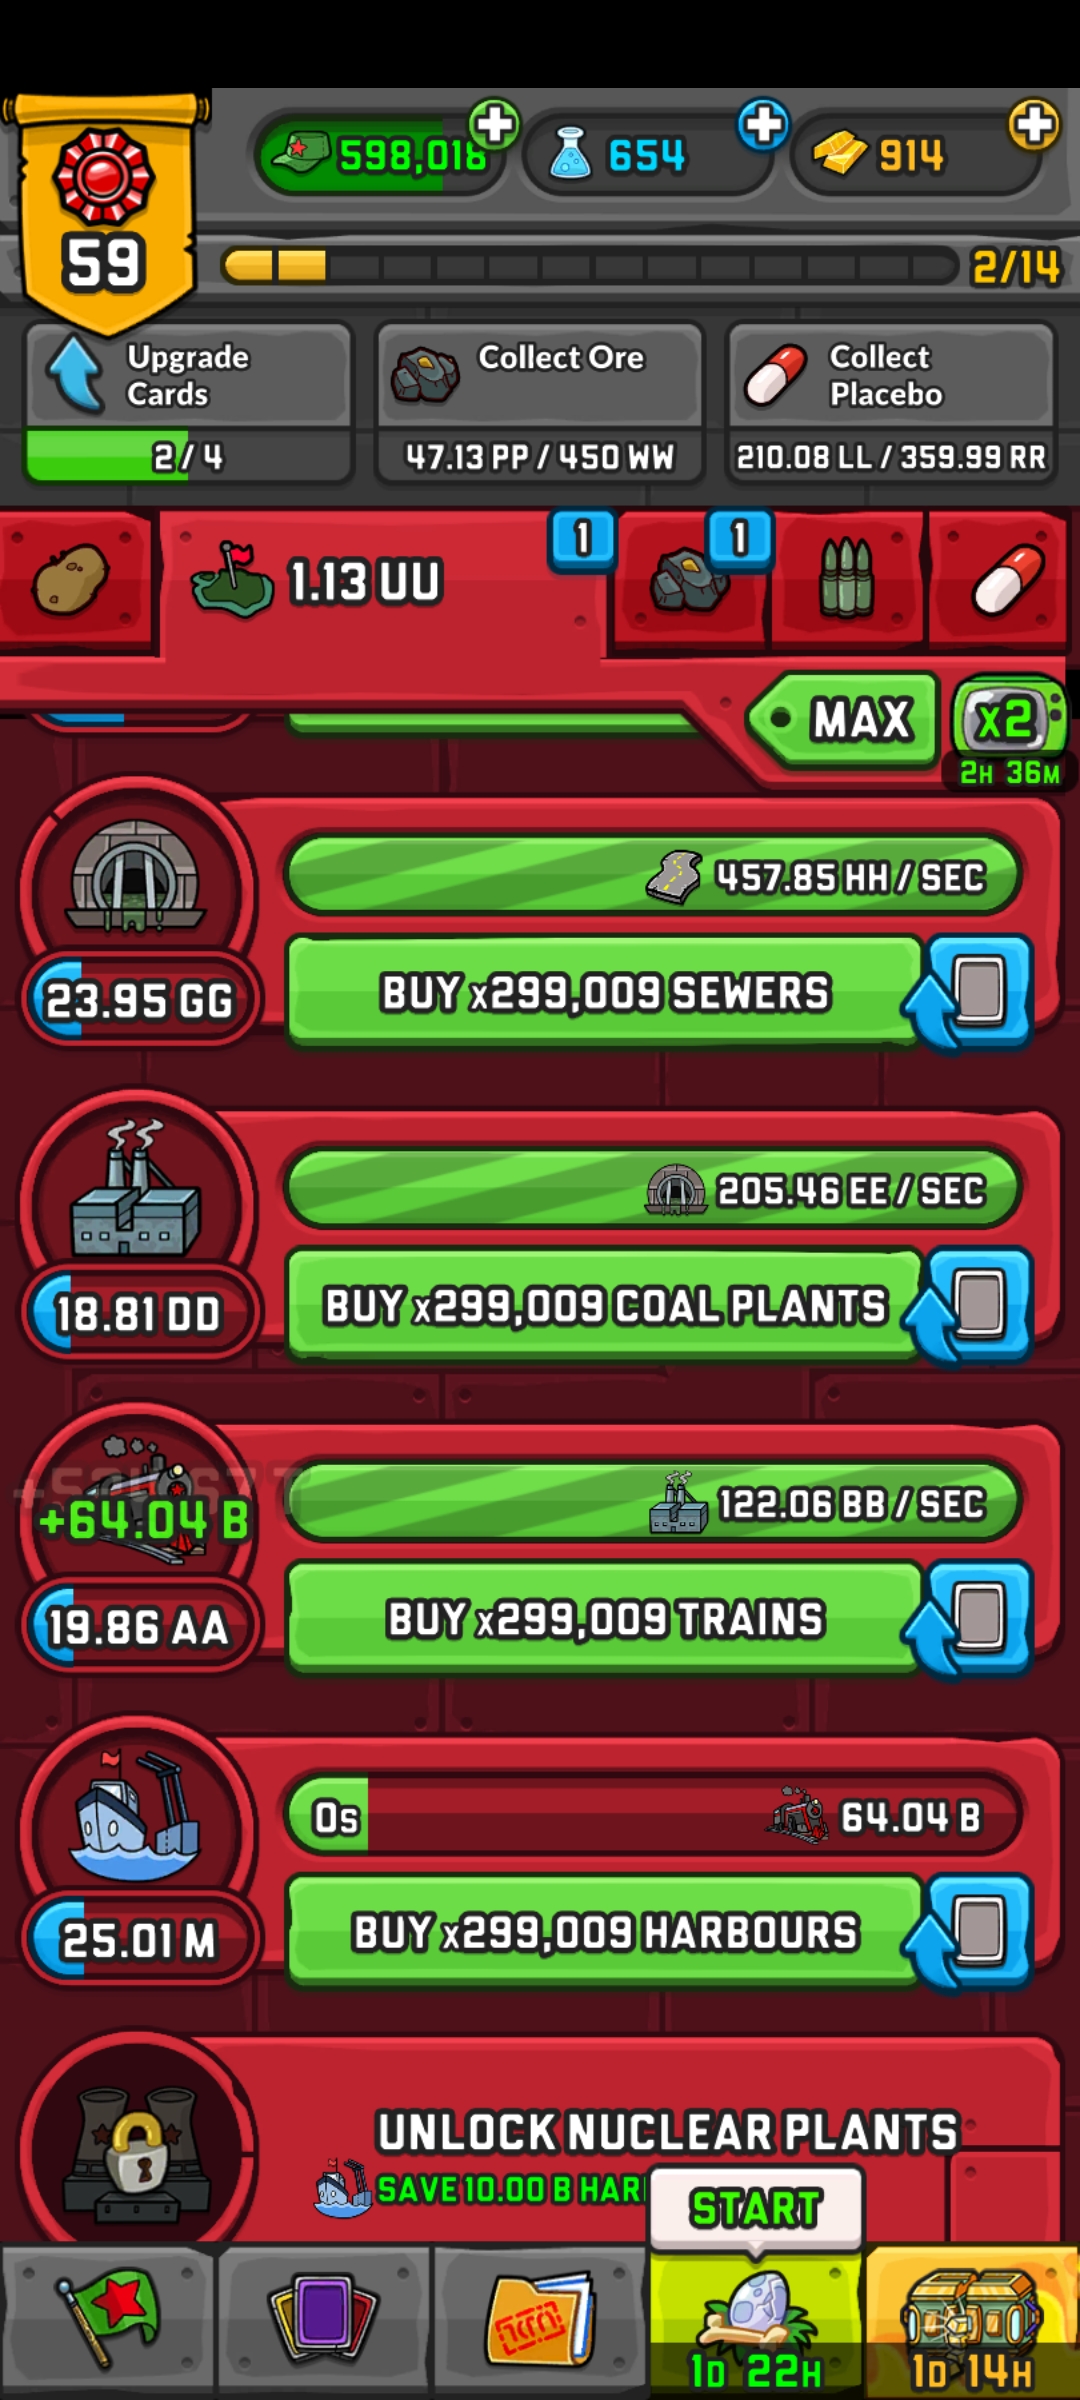 598,018
654
914
59
2/14
Upgrade
Cards
2/4
Collect Ore
47.13 PP / 450 WW
Collect
Placebo
210.08 LL / 359.99 RR
1.13 UU
1
1
MAX
x2
2H 36M
457.85 HH / SEC
23.95 GG
BUY x299,009 SEWERS
205.46 EE / SEC
18.81 DD
BUY x299,009 COAL PLANTS
+64.04 B
122.06 BB / SEC
19.86 AA
BUY x299,009 TRAINS
0s
64.04 B
25.01 M
BUY x299,009 HARBOURS
UNLOCK NUCLEAR PLANTS
SAVE 10.00 B HAR
START
1D 22H
1D 14H